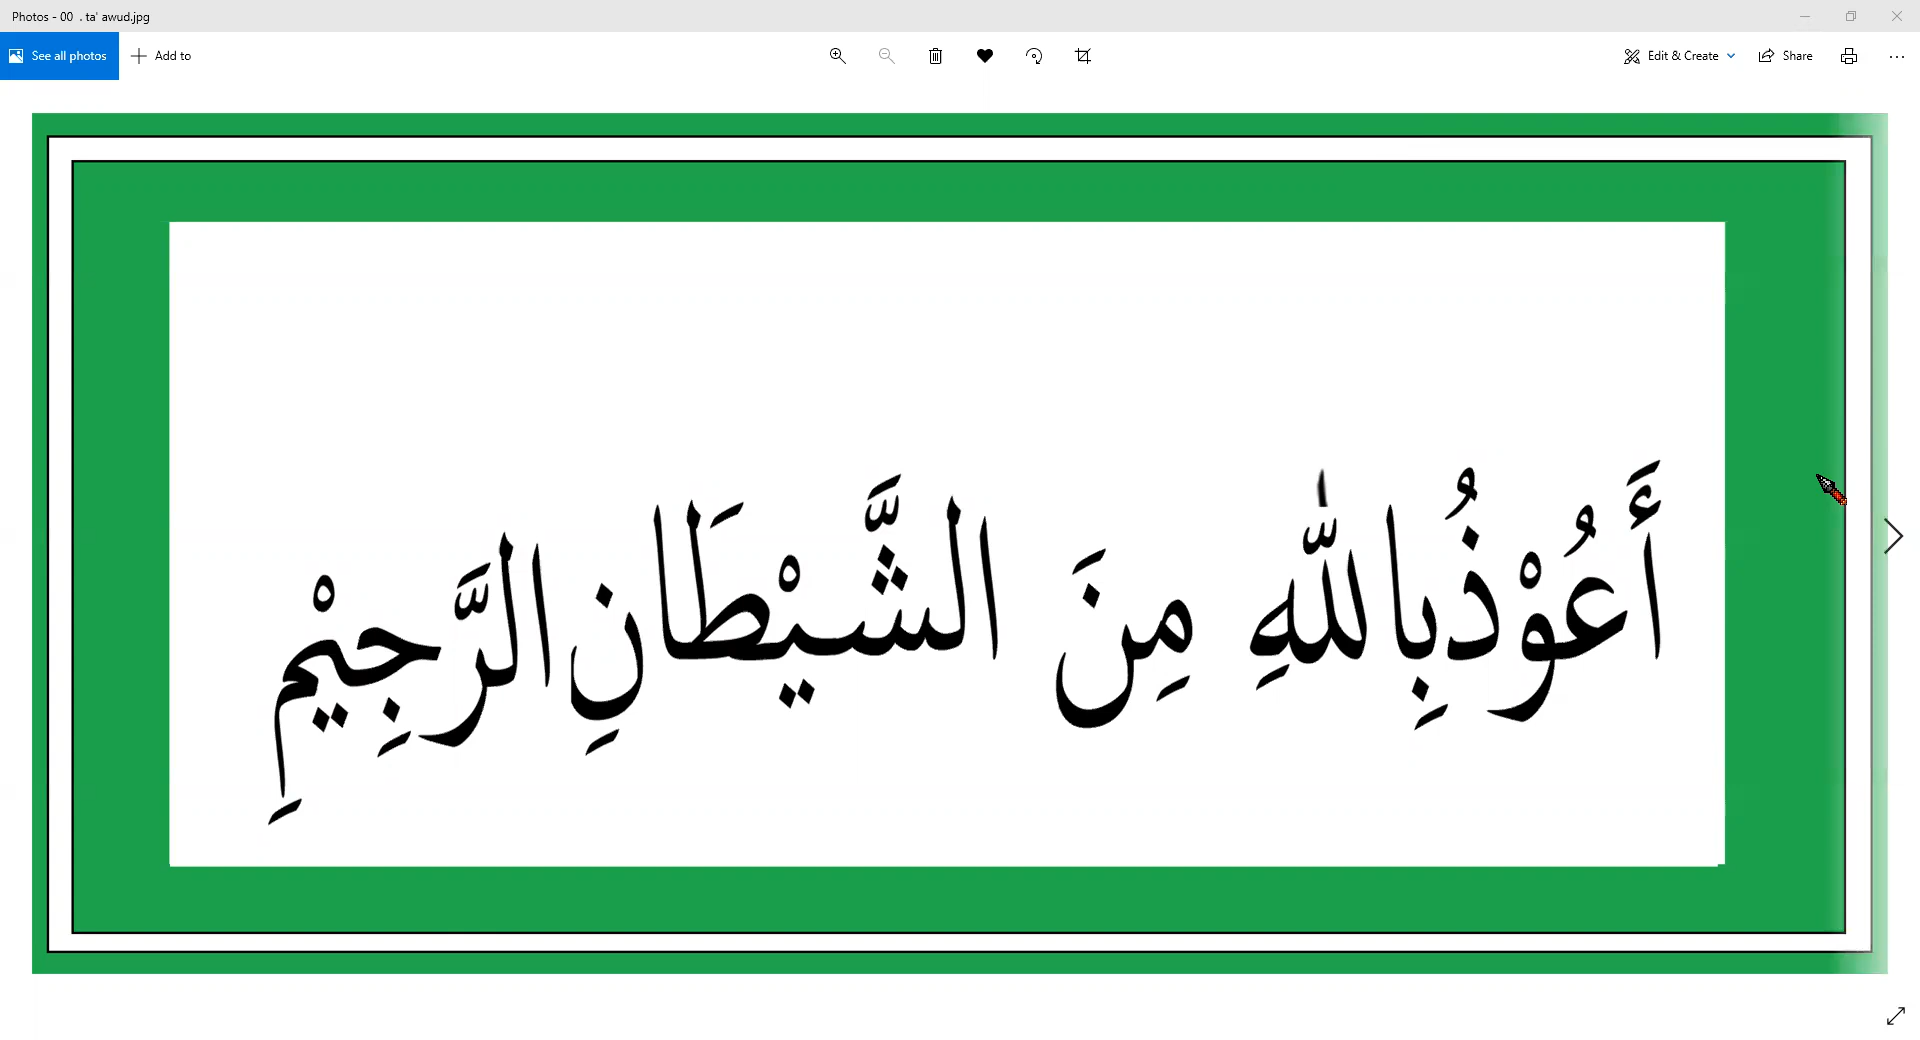 Photos - 00 . ta' awud.jpg
See all photos
Add to
Edit & Create
Share
أَعُوْذُبِاللّٰهِ مِنَ الشَّيْطَانِ الرَّجِيْمِ